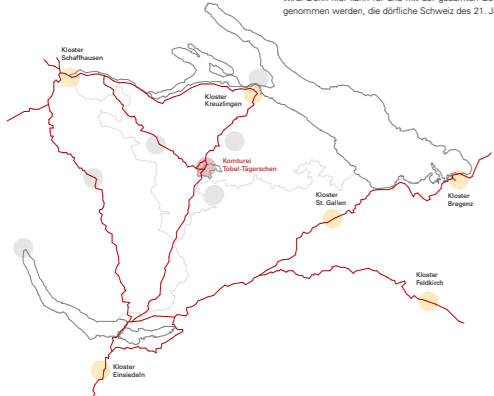 genommen werden, die dörfliche Schweiz des 21. J
Kloster
Schaffhausen
Kloster
Kreuzlingen
Komturei
Tobel-Tägerschen
Kloster
St. Gallen
Kloster
Bregenz
Kloster
Feldkirch
Kloster
Einsiedeln